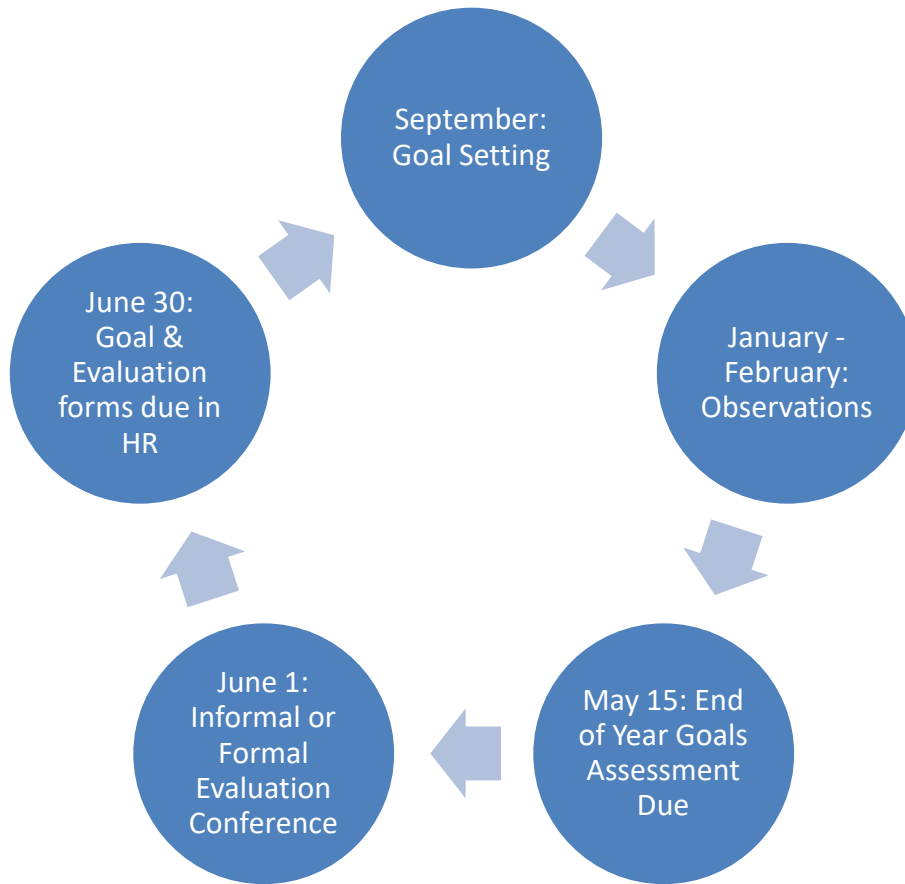 September:
Goal Setting
January -
February:
Observations
May 15: End
of Year Goals
Assessment
Due
June 1:
Informal or
Formal
Evaluation
Conference
June 30:
Goal &
Evaluation
forms due in
HR